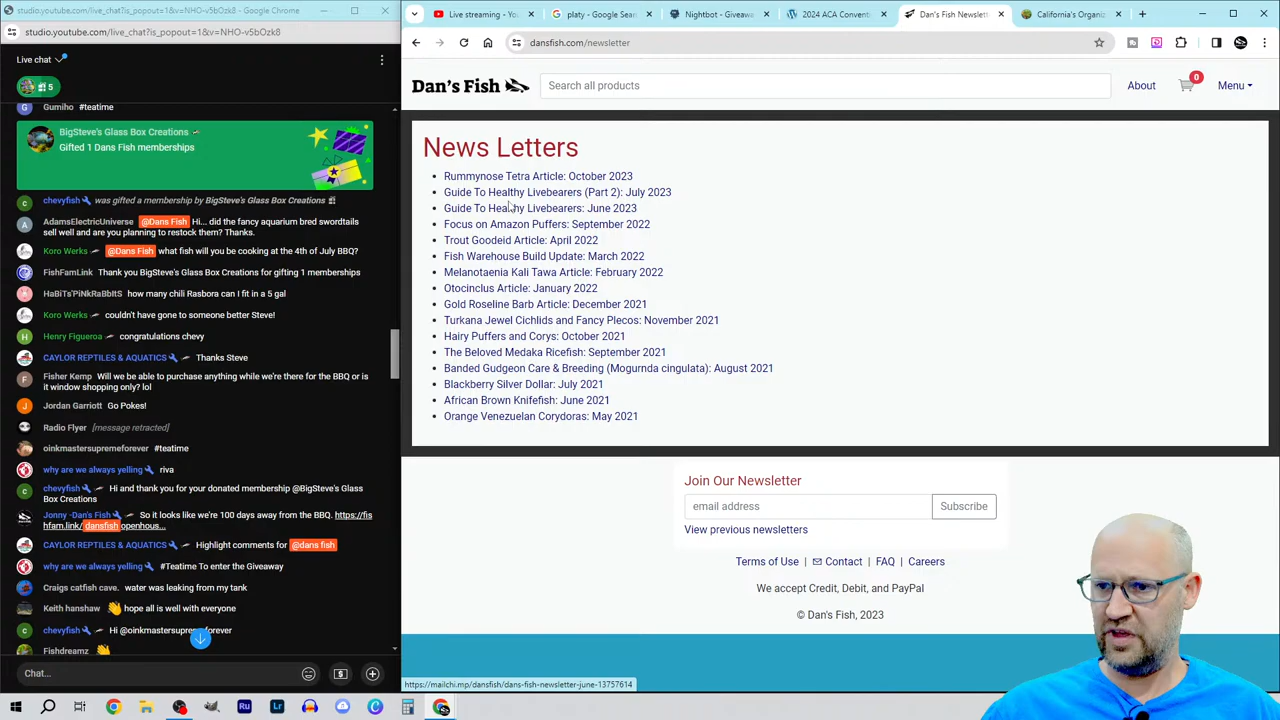 studio.youtube.com/live_chat?is_popout=1&v=NHO-v5bOzk8 - Google Chrome
studio.youtube.com/live_chat?is_popout=1&v=NHO-v5bOzk8
Live chat
5
G Gumiho #teatime
BigSteve's Glass Box Creations
Gifted 1 Dans Fish memberships
c chevyfish was gifted a membership by BigSteve's Glass Box Creations
A AdamsElectricUniverse @Dans Fish Hi... did the fancy aquarium bred swordtails
sell well and are you planning to restock them? Thanks.
Koro Werks @Dans Fish what fish will you be cooking at the 4th of July BBQ?
FishFamLink Thank you BigSteve's Glass Box Creations for gifting 1 memberships
HaBiTs'PiNkRaBbItS how many chili Rasbora can I fit in a 5 gal
Koro Werks couldn't have gone to someone better Steve!
H Henry Figueroa congratulations chevy
CAYLOR REPTILES & AQUATICS Thanks Steve
F Fisher Kemp Will we be able to purchase anything while we're there for the BBQ or is
it window shopping only? lol
J Jordan Garriott Go Pokes!
Radio Flyer [message retracted]
oinkmastersupremeforever #teatime
why are we always yelling riva
c chevyfish Hi and thank you for your donated membership @BigSteve's Glass
Box Creations
Jonny -Dan's Fish So it looks like we're 100 days away from the BBQ. https://fis
hfam.link/dansfish openhous...
CAYLOR REPTILES & AQUATICS Highlight comments for @dans fish
why are we always yelling #Teatime To enter the Giveaway
Craigs catfish cave. water was leaking from my tank
Keith hanshaw hope all is well with everyone
c chevyfish Hi @oinkmastersupremeforever
Fishdreamz
Chat...
Live streaming - Yo
platy - Google Sear
Nightbot - Giveawa
2024 ACA Conventi
Dan's Fish Newslett
California's Organiz
dansfish.com/newsletter
Dan's Fish
Search all products
About
0
Menu
News Letters
Rummynose Tetra Article: October 2023
Guide To Healthy Livebearers (Part 2): July 2023
Guide To Healthy Livebearers: June 2023
Focus on Amazon Puffers: September 2022
Trout Goodeid Article: April 2022
Fish Warehouse Build Update: March 2022
Melanotaenia Kali Tawa Article: February 2022
Otocinclus Article: January 2022
Gold Roseline Barb Article: December 2021
Turkana Jewel Cichlids and Fancy Plecos: November 2021
Hairy Puffers and Corys: October 2021
The Beloved Medaka Ricefish: September 2021
Banded Gudgeon Care & Breeding (Mogurnda cingulata): August 2021
Blackberry Silver Dollar: July 2021
African Brown Knifefish: June 2021
Orange Venezuelan Corydoras: May 2021
Join Our Newsletter
email address
Subscribe
View previous newsletters
Terms of Use | Contact | FAQ | Careers
We accept Credit, Debit, and PayPal
© Dan's Fish, 2023
https://mailchi.mp/dansfish/dans-fish-newsletter-june-13757614
Ru
Lr